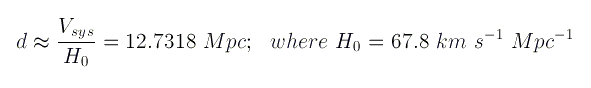 d ≈ V_sys / H_0 = 12.7318 Mpc; where H_0 = 67.8 km s^{-1} Mpc^{-1}